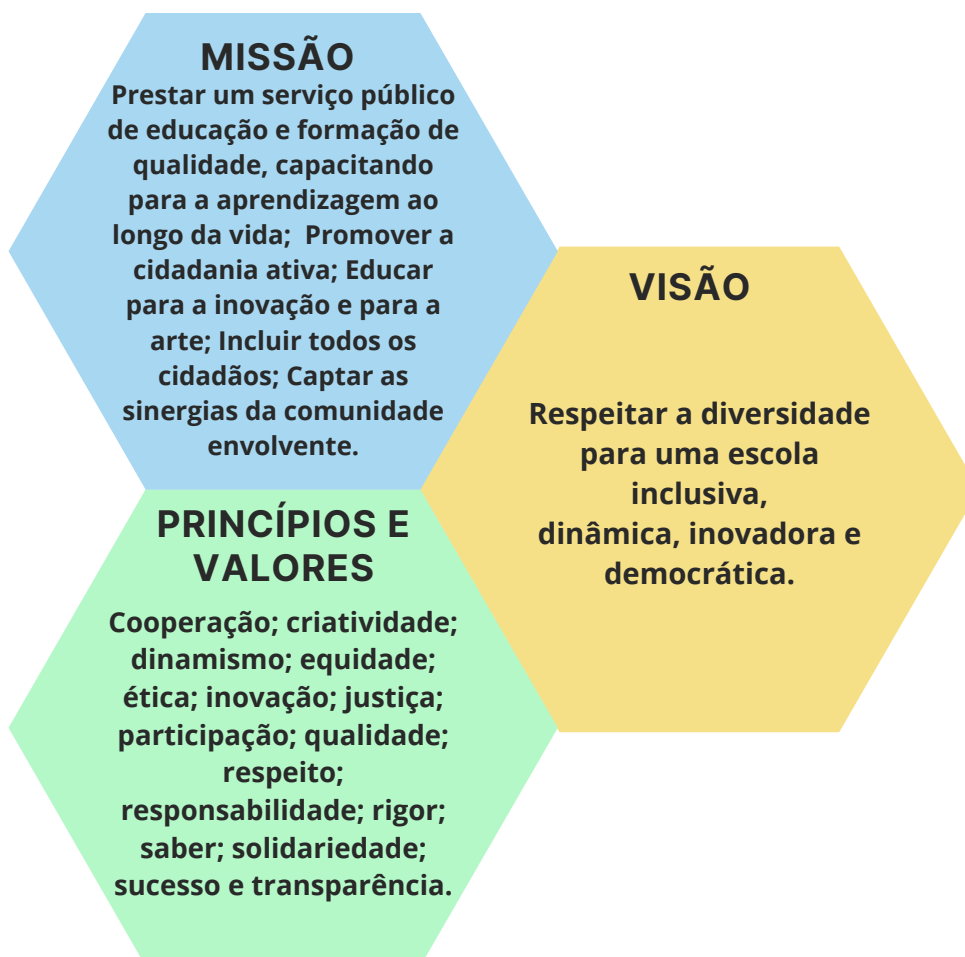 MISSÃO
Prestar um serviço público
de educação e formação de
qualidade, capacitando
para a aprendizagem ao
longo da vida;  Promover a
cidadania ativa; Educar
para a inovação e para a
arte; Incluir todos os
cidadãos; Captar as
sinergias da comunidade
envolvente.
VISÃO
Respeitar a diversidade
para uma escola
inclusiva,
dinâmica, inovadora e
democrática.
PRINCÍPIOS E
VALORES
Cooperação; criatividade;
dinamismo; equidade;
ética; inovação; justiça;
participação; qualidade;
respeito;
responsabilidade; rigor;
saber; solidariedade;
sucesso e transparência.